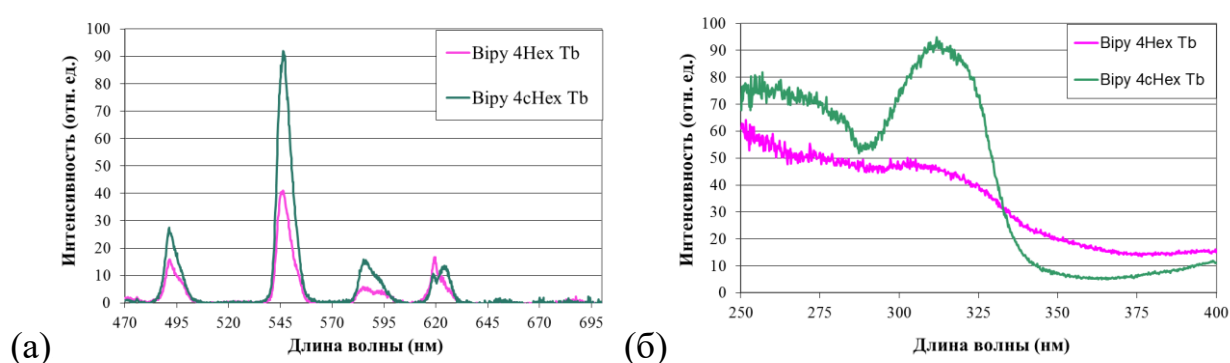 100
90
80
70
60
50
40
30
20
10
0
Интенсивность (отн. ед.)
Bipy 4Hex Tb
Bipy 4cHex Tb
470 495 520 545 570 595 620 645 670 695
Длина волны (нм)
(а)
100
90
80
70
60
50
40
30
20
10
0
Интенсивность (отн. ед.)
Bipy 4Hex Tb
Bipy 4cHex Tb
250 275 300 325 350 375 400
Длина волны (нм)
(б)